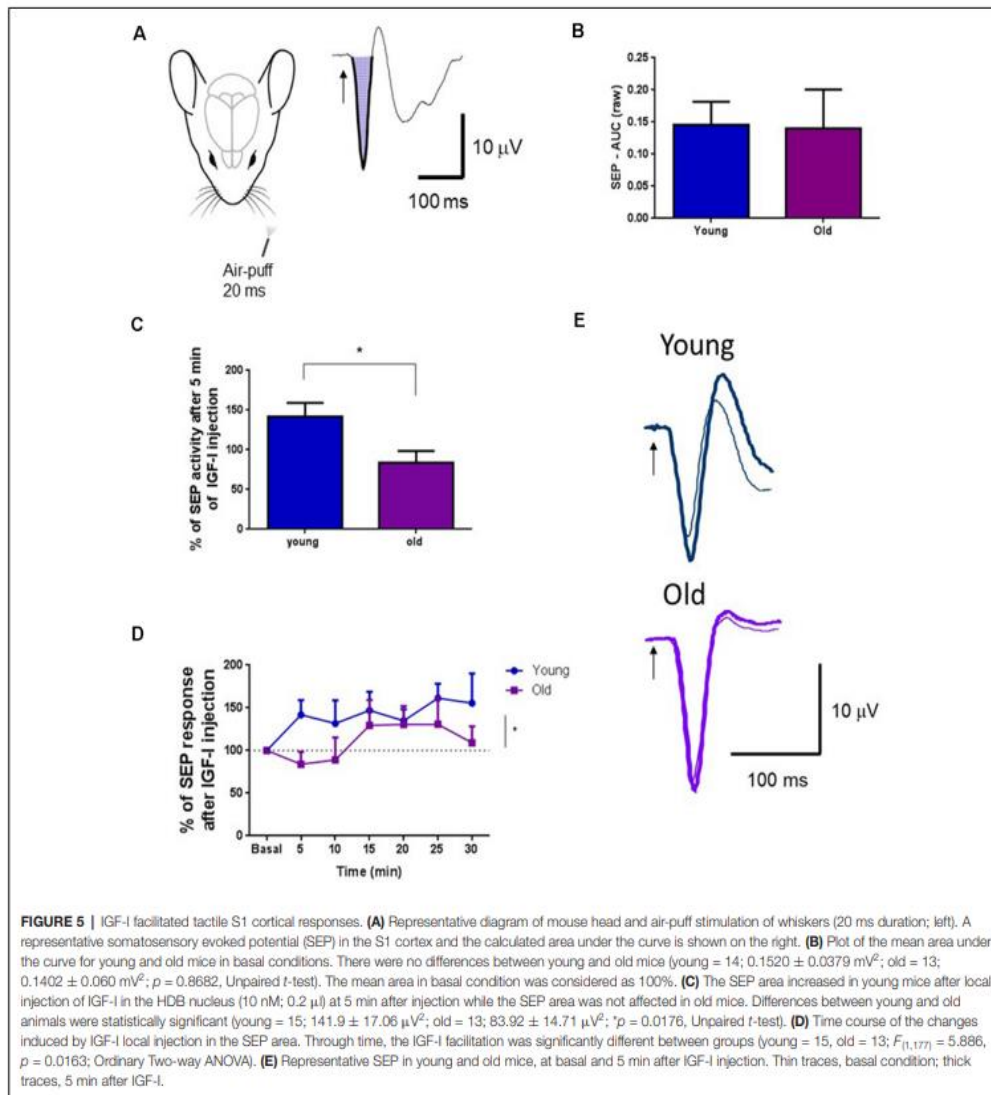 A
Air-puff
20 ms
10 µV
100 ms
B
SEP - AUC (raw)
0.25
0.20
0.15
0.10
0.05
0.00
Young
Old
C
% of SEP activity after 5 min
of IGF-I injection
200
150
100
50
0
*
young
old
D
% of SEP response
after IGF-I injection
200
150
100
50
0
Young
Old
*
Basal 5 10 15 20 25 30
Time (min)
E
Young
Old
10 µV
100 ms
FIGURE 5 | IGF-I facilitated tactile S1 cortical responses. (A) Representative diagram of mouse head and air-puff stimulation of whiskers (20 ms duration; left). A
representative somatosensory evoked potential (SEP) in the S1 cortex and the calculated area under the curve is shown on the right. (B) Plot of the mean area under
the curve for young and old mice in basal conditions. There were no differences between young and old mice (young = 14; 0.1520 ± 0.0379 mV²; old = 13;
0.1402 ± 0.060 mV²; p = 0.8682, Unpaired t-test). The mean area in basal condition was considered as 100%. (C) The SEP area increased in young mice after local
injection of IGF-I in the HDB nucleus (10 nM; 0.2 µl) at 5 min after injection while the SEP area was not affected in old mice. Differences between young and old
animals were statistically significant (young = 15; 141.9 ± 17.06 µV²; old = 13; 83.92 ± 14.71 µV²; *p = 0.0176, Unpaired t-test). (D) Time course of the changes
induced by IGF-I local injection in the SEP area. Through time, the IGF-I facilitation was significantly different between groups (young = 15, old = 13; F(1,177) = 5.886,
p = 0.0163; Ordinary Two-way ANOVA). (E) Representative SEP in young and old mice, at basal and 5 min after IGF-I injection. Thin traces, basal condition; thick
traces, 5 min after IGF-I.